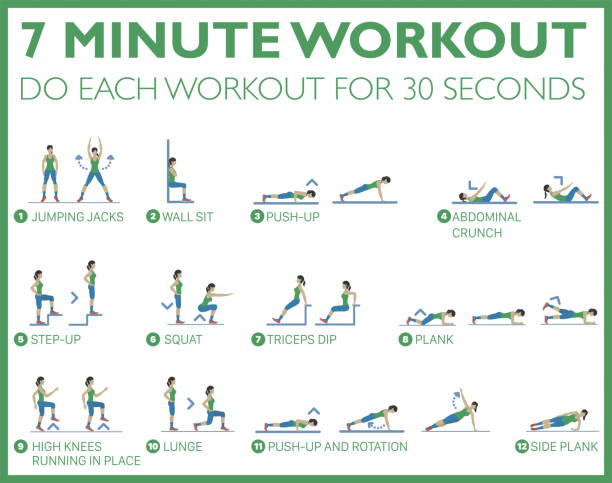 7 MINUTE WORKOUT
DO EACH WORKOUT FOR 30 SECONDS
1 JUMPING JACKS
2 WALL SIT
3 PUSH-UP
4 ABDOMINAL
CRUNCH
5 STEP-UP
6 SQUAT
7 TRICEPS DIP
8 PLANK
9 HIGH KNEES
RUNNING IN PLACE
10 LUNGE
11 PUSH-UP AND ROTATION
12 SIDE PLANK